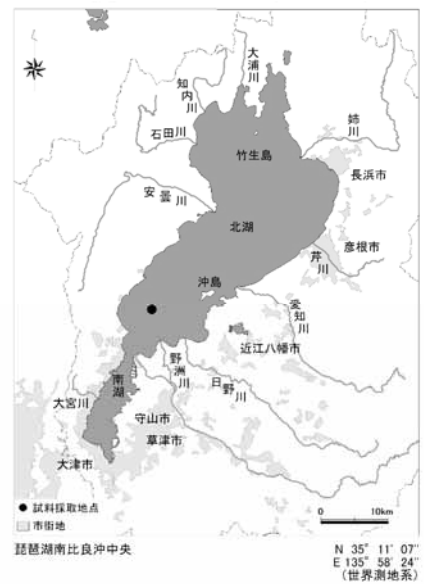 大浦川
知内川
石田川
姉川
竹生島
長浜市
安曇川
北湖
彦根市
芹川
沖島
愛知川
近江八幡市
野洲川
日野川
南湖
大宮川
守山市
草津市
大津市
●試料採取地点
市街地
0 10km
琵琶湖南比良沖中央
N 35° 11' 07"
E 135° 58' 24"
(世界測地系)